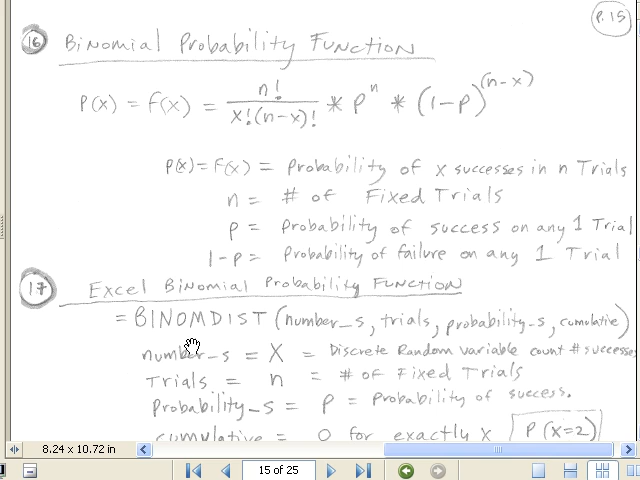 P. 15
16 Binomial Probability Function
P(x) = F(x) = n! / x!(n-x)! * P^n * (1-P)^(n-x)
P(x) = F(x) = Probability of x successes in n Trials
n = # of Fixed Trials
P = Probability of success on any 1 Trial
1-P = Probability of failure on any 1 Trial
17 Excel Binomial Probability Function
= BINOMDIST (number_s, trials, probability_s, cumulative)
number_s = X = Discrete Random Variable count # successes
Trials = n = # of Fixed Trials
Probability_s = P = Probability of success.
cumulative = 0 for exactly x P(x=2)
8.24 x 10.72 in
15 of 25